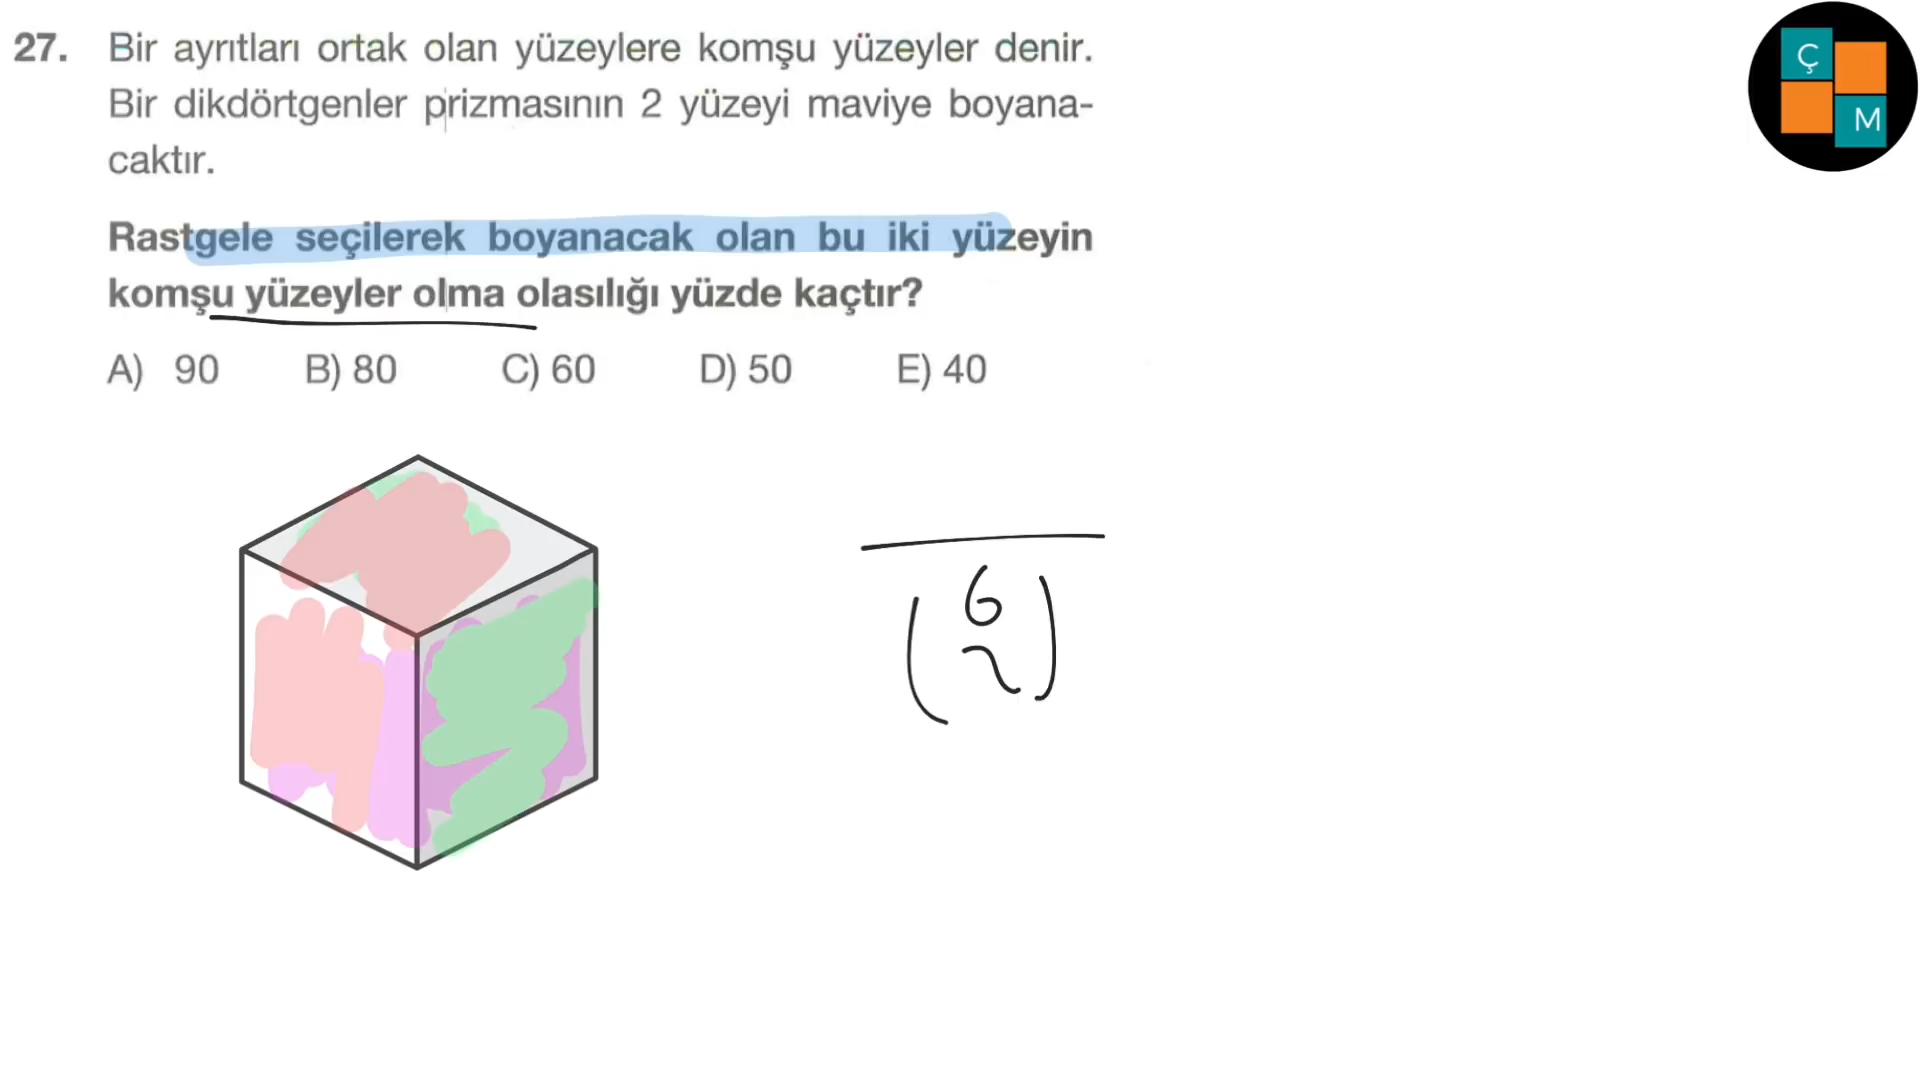 27. Bir ayrıtları ortak olan yüzeylere komşu yüzeyler denir.
Bir dikdörtgenler prizmasının 2 yüzeyi maviye boyana-
caktır.
Rastgele seçilerek boyanacak olan bu iki yüzeyin
komşu yüzeyler olma olasılığı yüzde kaçtır?
A) 90 B) 80 C) 60 D) 50 E) 40
Ç
M
( 6
2 )